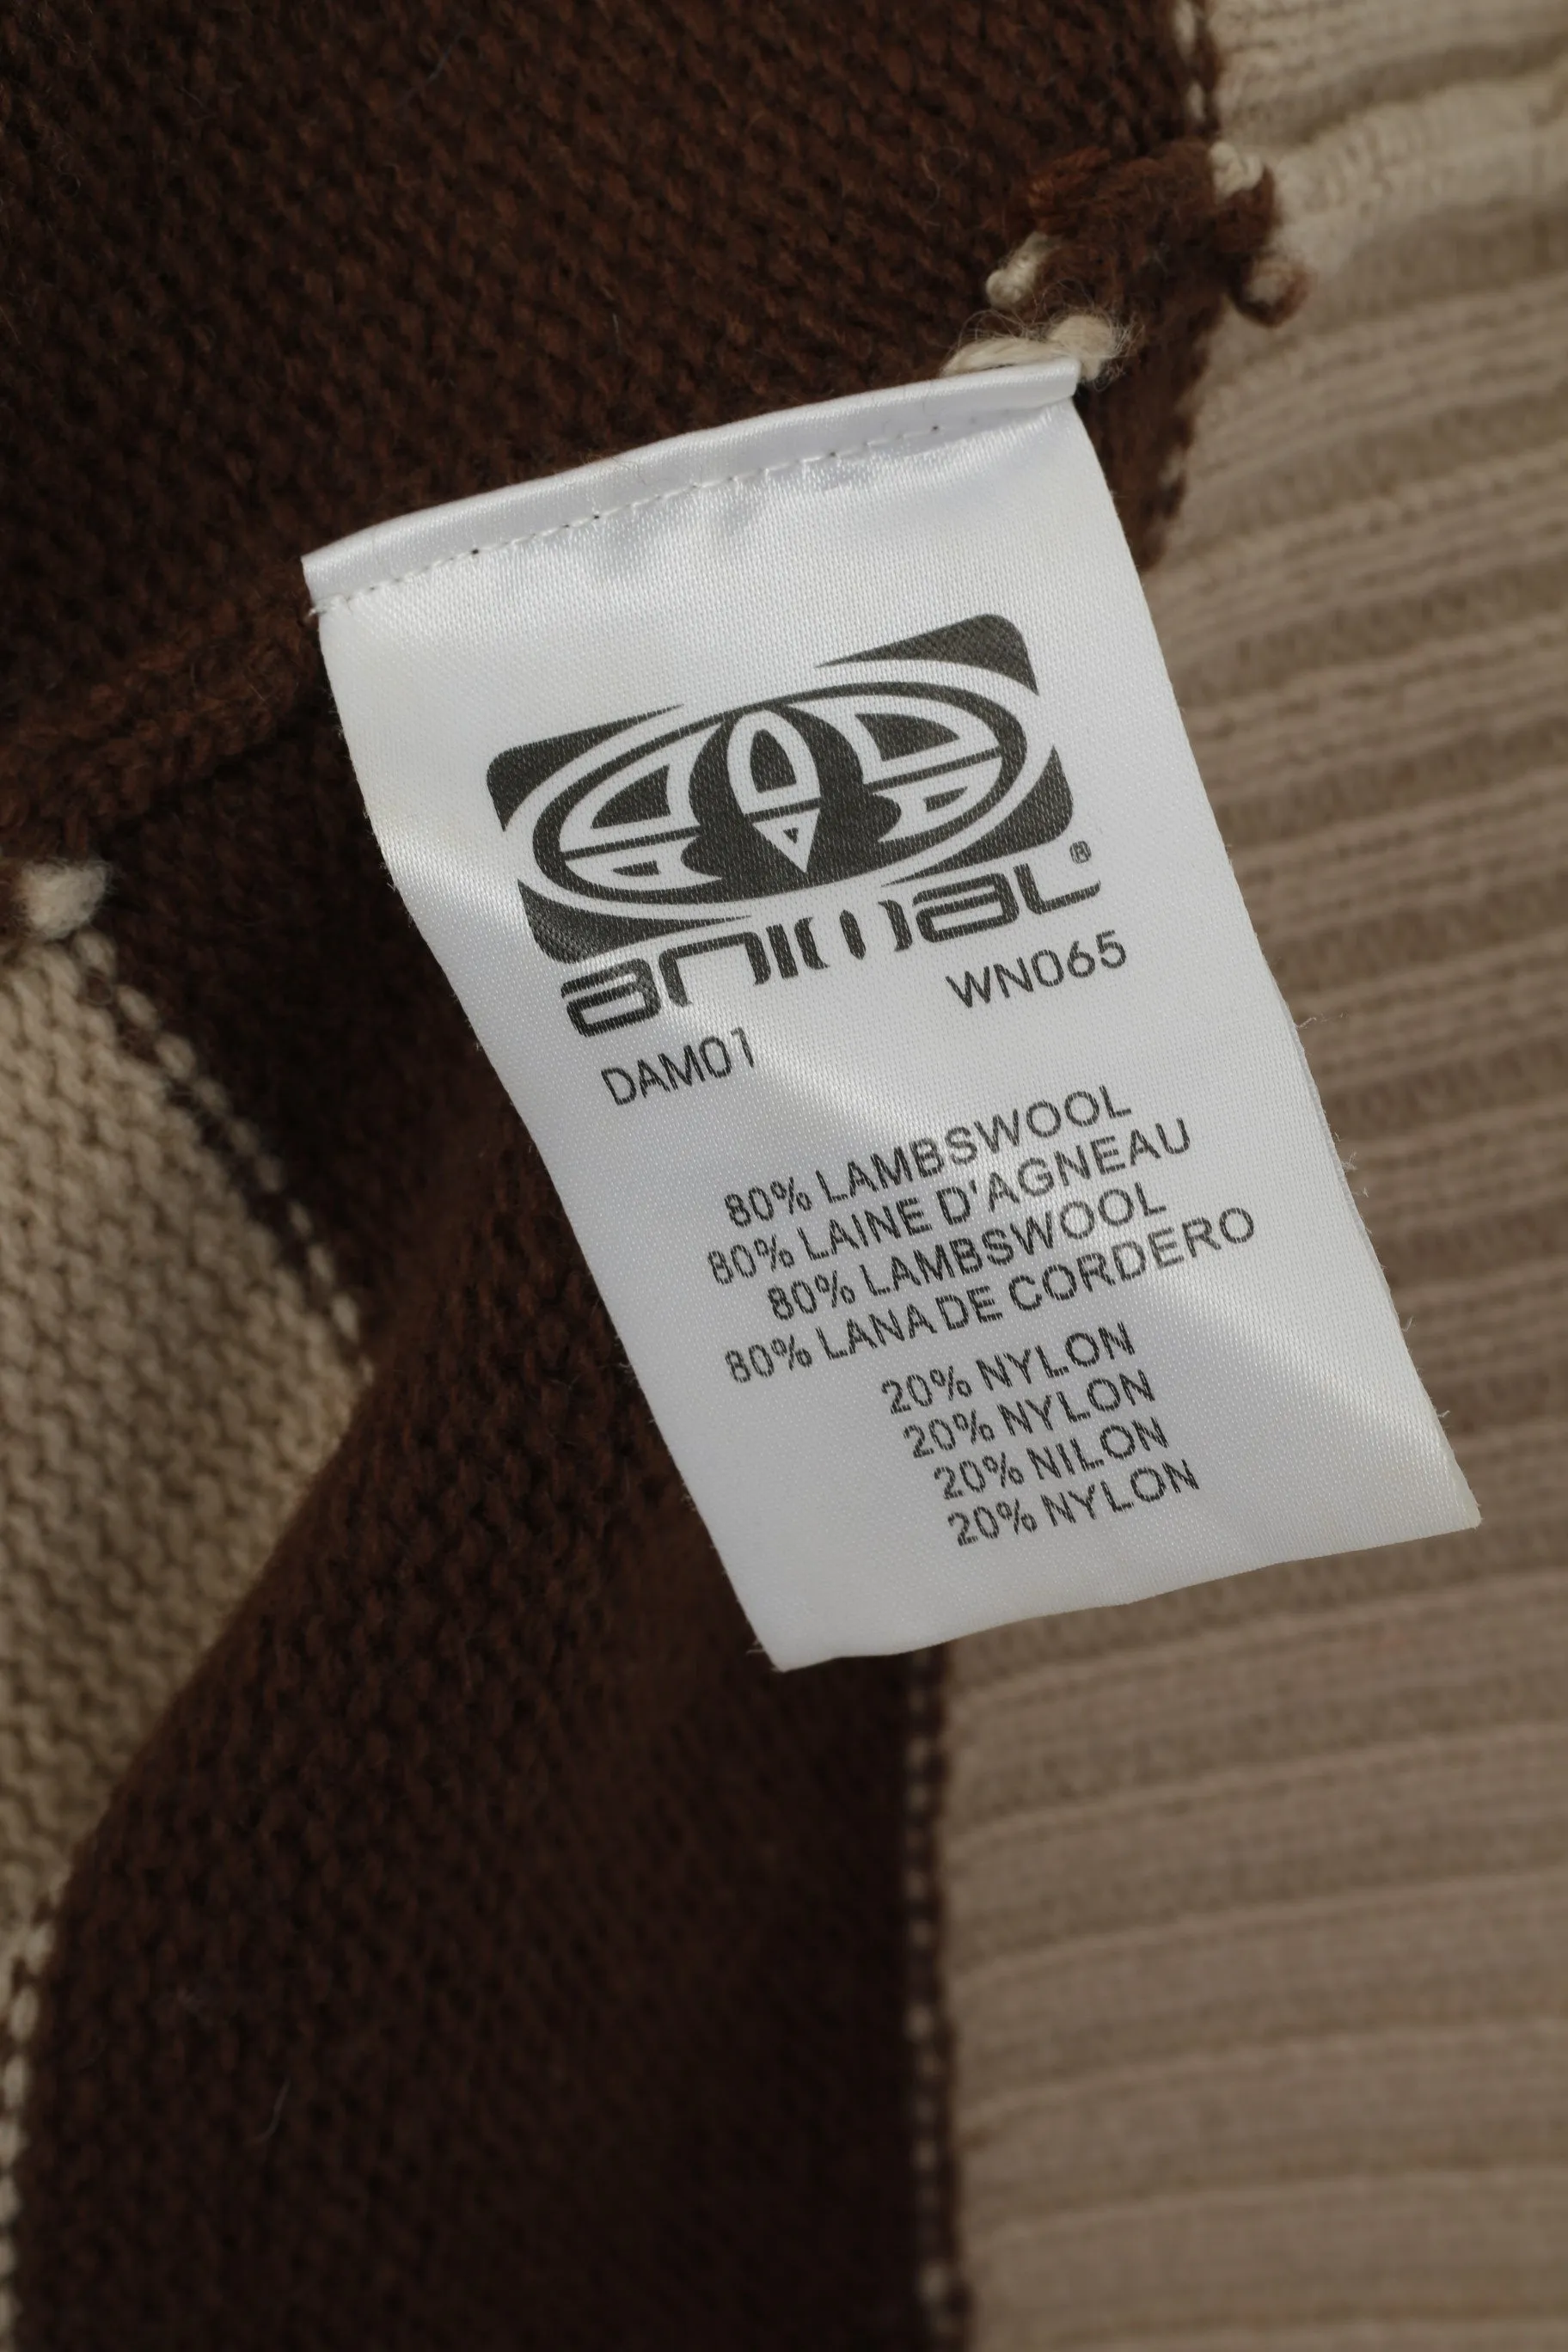 animal®
WN065
DAM01
80% LAMBSWOOL
80% LAINE D'AGNEAU
80% LAMBSWOOL
80% LANA DE CORDERO
20% NYLON
20% NYLON
20% NILON
20% NYLON